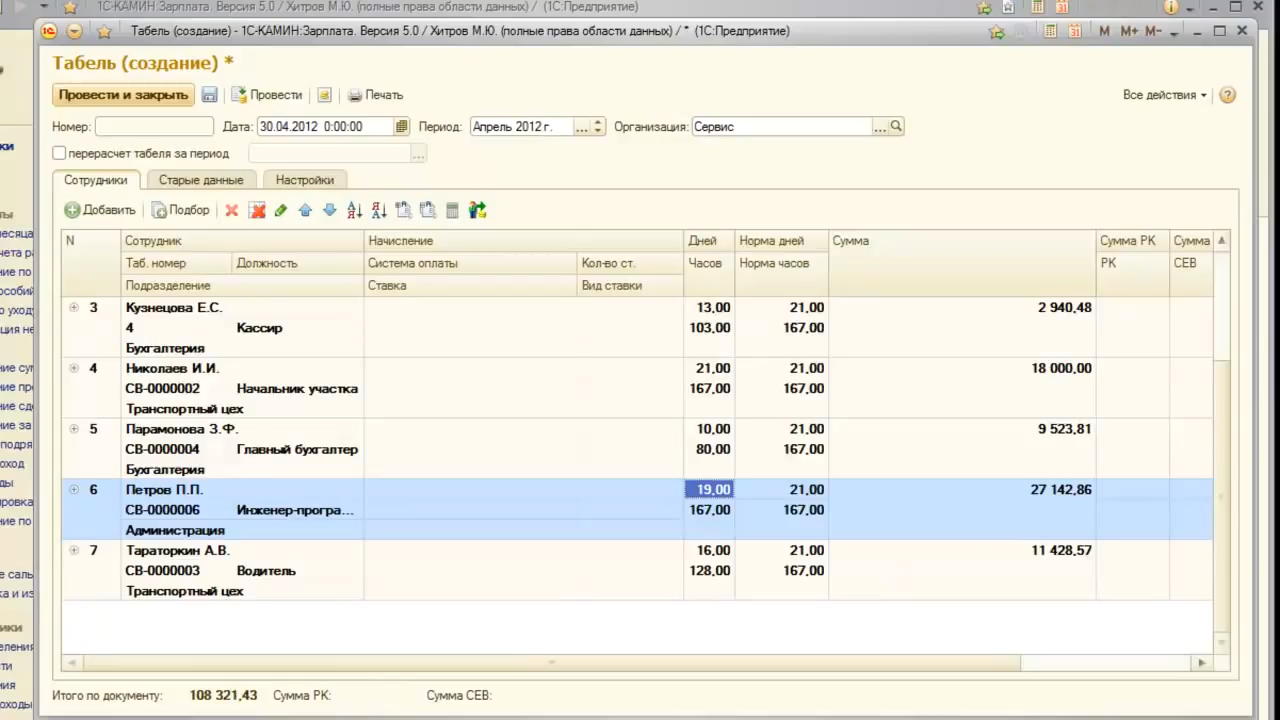 1С-КАМИН:Зарплата. Версия 5.0 / Хитров М.Ю. (полные права области данных) / (1С:Предприятие)
Табель (создание) - 1С-КАМИН:Зарплата. Версия 5.0 / Хитров М.Ю. (полные права области данных) / * (1С:Предприятие)
M M+ M-
Табель (создание) *
Провести и закрыть Провести Печать Все действия
Номер: Дата: 30.04.2012 0:00:00 Период: Апрель 2012 г. ... Организация: Сервис ...
перерасчет табеля за период ...
Сотрудники Старые данные Настройки
Добавить Подбор
N Сотрудник Начисление Дней Норма дней Сумма Сумма РК Сумма
Таб. номер Должность Система оплаты Кол-во ст. Часов Норма часов РК СЕВ
Подразделение Ставка Вид ставки
3 Кузнецова Е.С. 13,00 21,00 2 940,48
4 Кассир 103,00 167,00
Бухгалтерия
4 Николаев И.И. 21,00 21,00 18 000,00
СВ-0000002 Начальник участка 167,00 167,00
Транспортный цех
5 Парамонова З.Ф. 10,00 21,00 9 523,81
СВ-0000004 Главный бухгалтер 80,00 167,00
Бухгалтерия
6 Петров П.П. 19,00 21,00 27 142,86
СВ-0000006 Инженер-програ... 167,00 167,00
Администрация
7 Тараторкин А.В. 16,00 21,00 11 428,57
СВ-0000003 Водитель 128,00 167,00
Транспортный цех
Итого по документу: 108 321,43 Сумма РК: Сумма СЕВ: